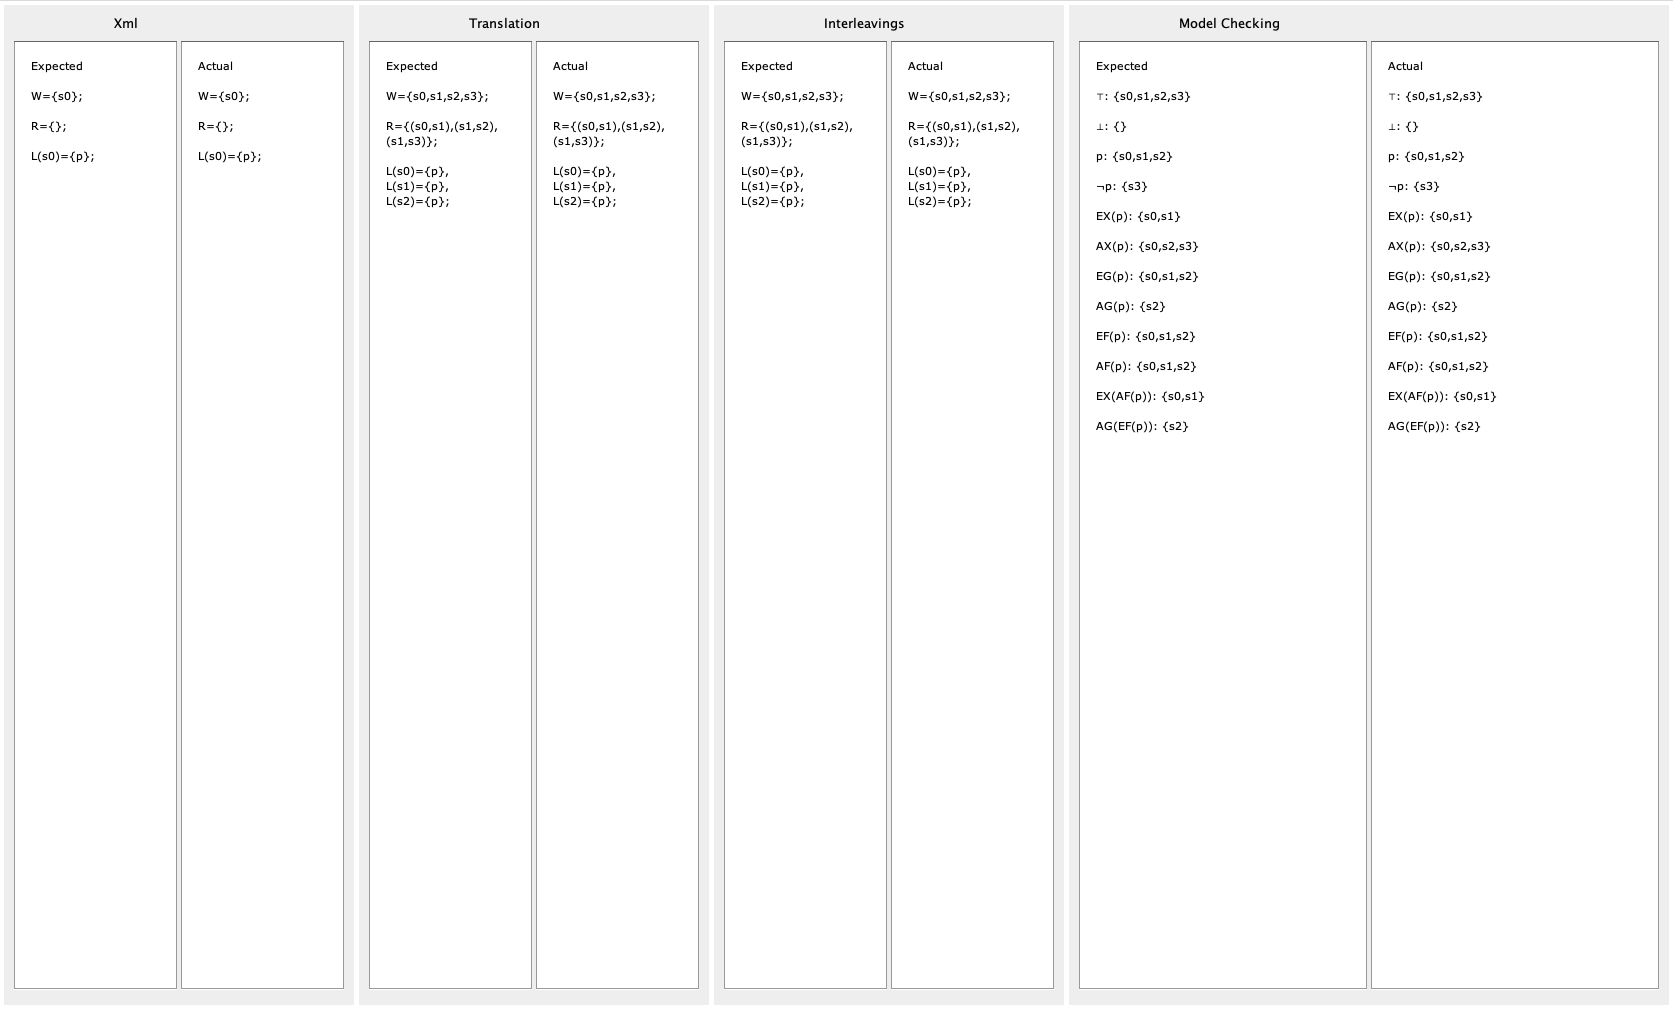 Xml
Expected
W={s0};
R={};
L(s0)={p};
Actual
W={s0};
R={};
L(s0)={p};
Translation
Expected
W={s0,s1,s2,s3};
R={(s0,s1),(s1,s2),
(s1,s3)};
L(s0)={p},
L(s1)={p},
L(s2)={p};
Actual
W={s0,s1,s2,s3};
R={(s0,s1),(s1,s2),
(s1,s3)};
L(s0)={p},
L(s1)={p},
L(s2)={p};
Interleavings
Expected
W={s0,s1,s2,s3};
R={(s0,s1),(s1,s2),
(s1,s3)};
L(s0)={p},
L(s1)={p},
L(s2)={p};
Actual
W={s0,s1,s2,s3};
R={(s0,s1),(s1,s2),
(s1,s3)};
L(s0)={p},
L(s1)={p},
L(s2)={p};
Model Checking
Expected
⊤: {s0,s1,s2,s3}
⊥: {}
p: {s0,s1,s2}
¬p: {s3}
EX(p): {s0,s1}
AX(p): {s0,s2,s3}
EG(p): {s0,s1,s2}
AG(p): {s2}
EF(p): {s0,s1,s2}
AF(p): {s0,s1,s2}
EX(AF(p)): {s0,s1}
AG(EF(p)): {s2}
Actual
⊤: {s0,s1,s2,s3}
⊥: {}
p: {s0,s1,s2}
¬p: {s3}
EX(p): {s0,s1}
AX(p): {s0,s2,s3}
EG(p): {s0,s1,s2}
AG(p): {s2}
EF(p): {s0,s1,s2}
AF(p): {s0,s1,s2}
EX(AF(p)): {s0,s1}
AG(EF(p)): {s2}